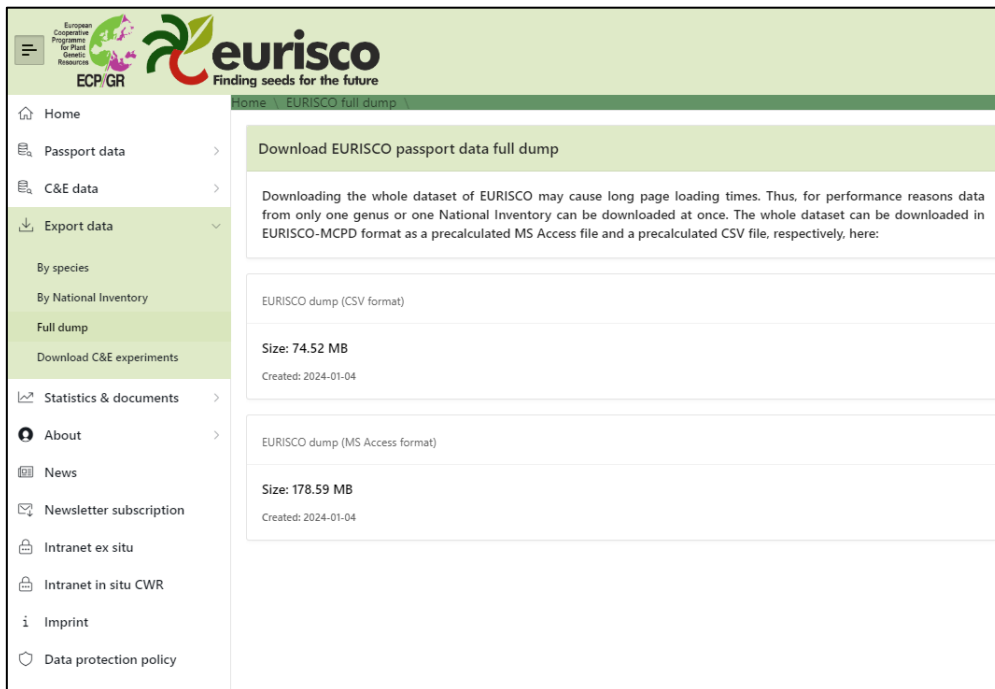 European
Cooperative
Programme
for Plant
Genetic
Resources
ECP/GR
eurisco
Finding seeds for the future
Home \ EURISCO full dump \
Home
Passport data
C&E data
Export data
By species
By National Inventory
Full dump
Download C&E experiments
Statistics & documents
About
News
Newsletter subscription
Intranet ex situ
Intranet in situ CWR
Imprint
Data protection policy
Download EURISCO passport data full dump
Downloading the whole dataset of EURISCO may cause long page loading times. Thus, for performance reasons data
from only one genus or one National Inventory can be downloaded at once. The whole dataset can be downloaded in
EURISCO-MCPD format as a precalculated MS Access file and a precalculated CSV file, respectively, here:
EURISCO dump (CSV format)
Size: 74.52 MB
Created: 2024-01-04
EURISCO dump (MS Access format)
Size: 178.59 MB
Created: 2024-01-04